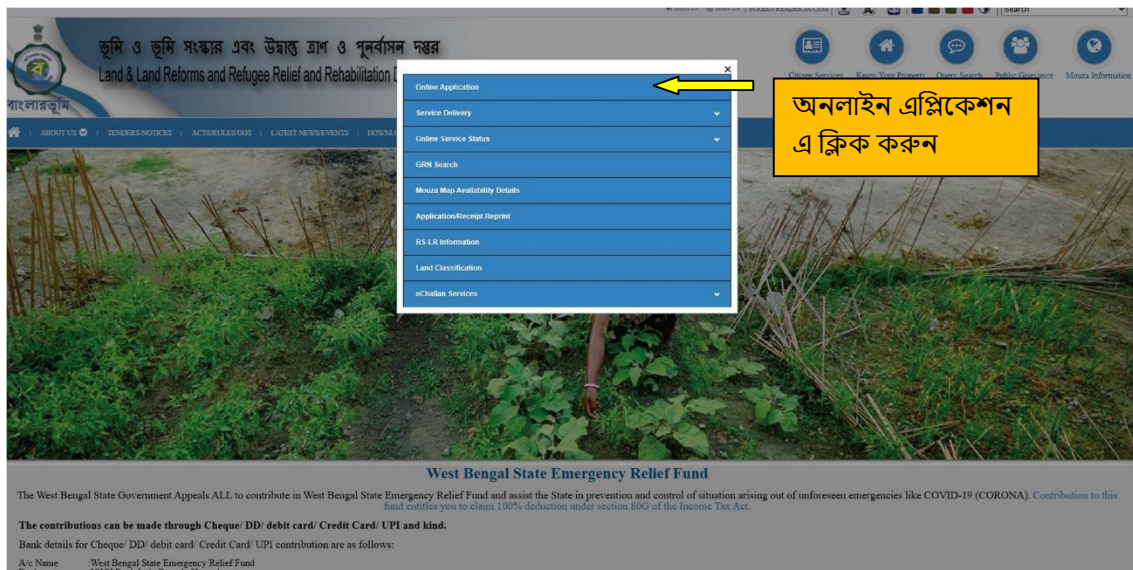 SIGN IN
SIGN UP | SCREEN READER ACCESS |
Search
ভূমি ও ভূমি সংস্কার এবং উদ্বাস্তু ত্রাণ ও পুনর্বাসন দপ্তর
Land & Land Reforms and Refugee Relief and Rehabilitation
বাংলারভূমি
Citizen Services
Know Your Property
Query Search
Public Grievance
Mouza Information
ABOUT US | TENDERS/NOTICES | ACTS/RULES/GOS | LATEST NEWS/EVENTS |
×
Online Application
Service Delivery
Online Service Status
GRN Search
Mouza Map Availability Details
Application/Receipt Reprint
RS-LR Information
Land Classification
eChallan Services
অনলাইন এপ্লিকেশন
এ ক্লিক করুন
West Bengal State Emergency Relief Fund
The West Bengal State Government Appeals ALL to contribute in West Bengal State Emergency Relief Fund and assist the State in prevention and control of situation arising out of unforeseen emergencies like COVID-19 (CORONA). Contribution to this
fund entitles you to claim 100% deduction under section 80G of the Income Tax Act.
The contributions can be made through Cheque/ DD/ debit card/ Credit Card/ UPI and kind.
Bank details for Cheque/ DD/ debit card/ Credit Card/ UPI contribution are as follows:
A/c Name :West Bengal State Emergency Relief Fund